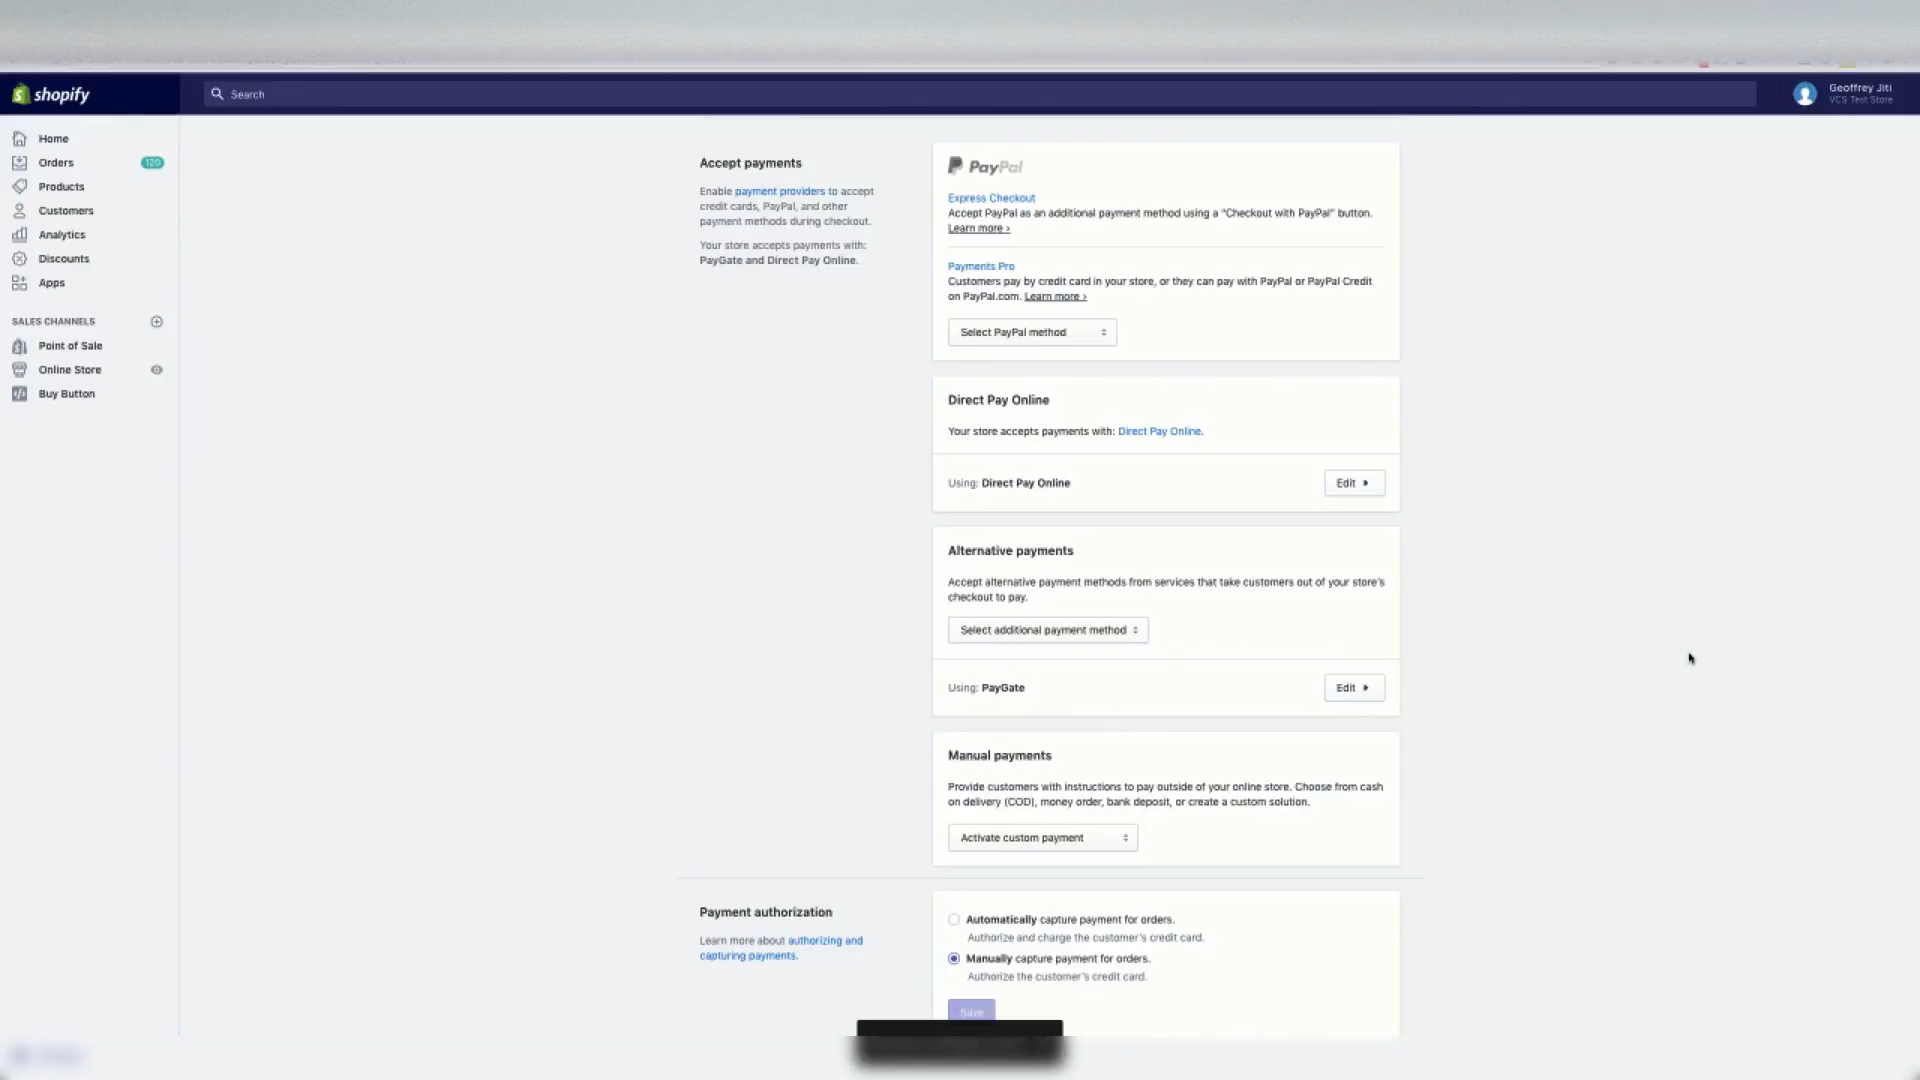 shopify
Search
Geoffrey Jiti
VCS Test Store
Home
Orders
120
Products
Customers
Analytics
Discounts
Apps
SALES CHANNELS
Point of Sale
Online Store
Buy Button
Accept payments
Enable payment providers to accept
credit cards, PayPal, and other
payment methods during checkout.
Your store accepts payments with:
PayGate and Direct Pay Online.
PayPal
Express Checkout
Accept PayPal as an additional payment method using a "Checkout with PayPal" button.
Learn more ›
Payments Pro
Customers pay by credit card in your store, or they can pay with PayPal or PayPal Credit
on PayPal.com. Learn more ›
Select PayPal method
Direct Pay Online
Your store accepts payments with: Direct Pay Online.
Using: Direct Pay Online
Edit
Alternative payments
Accept alternative payment methods from services that take customers out of your store's
checkout to pay.
Select additional payment method
Using: PayGate
Edit
Manual payments
Provide customers with instructions to pay outside of your online store. Choose from cash
on delivery (COD), money order, bank deposit, or create a custom solution.
Activate custom payment
Payment authorization
Learn more about authorizing and
capturing payments.
Automatically capture payment for orders.
Authorize and charge the customer's credit card.
Manually capture payment for orders.
Authorize the customer's credit card.
Save